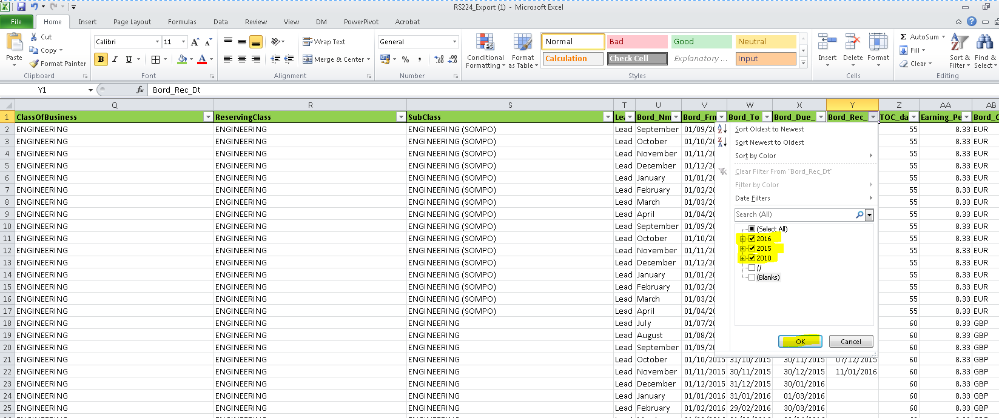 RS224_Export (1) - Microsoft Excel
File Home Insert Page Layout Formulas Data Review View DM PowerPivot Acrobat
Paste Cut Copy Format Painter Clipboard
Calibri 11 B I U Font
Wrap Text Merge & Center Alignment
General % , Number
Conditional Formatting Format as Table
Normal Bad Good Neutral
Calculation Check Cell Explanatory ... Input
Styles
Insert Delete Format Cells
AutoSum Fill Clear Sort & Filter Find & Select Editing
Y1 fx Bord_Rec_Dt
Q R S T U V W X Y Z AA AB
1 ClassOfBusiness ReservingClass SubClass Lea Bord_Nm Bord_Frn Bord_To Bord_Due_ Bord_Rec_ TOC_da Earning_Pe Bord_C
2 ENGINEERING ENGINEERING ENGINEERING (SOMPO) Lead September 01/09/20 55 8.33 EUR
3 ENGINEERING ENGINEERING ENGINEERING (SOMPO) Lead October 01/10/20 55 8.33 EUR
4 ENGINEERING ENGINEERING ENGINEERING (SOMPO) Lead November 01/11/20 55 8.33 EUR
5 ENGINEERING ENGINEERING ENGINEERING (SOMPO) Lead December 01/12/20 55 8.33 EUR
6 ENGINEERING ENGINEERING ENGINEERING (SOMPO) Lead January 01/01/20 55 8.33 EUR
7 ENGINEERING ENGINEERING ENGINEERING (SOMPO) Lead February 01/02/20 55 8.33 EUR
8 ENGINEERING ENGINEERING ENGINEERING (SOMPO) Lead March 01/03/20 55 8.33 EUR
9 ENGINEERING ENGINEERING ENGINEERING (SOMPO) Lead April 01/04/20 55 8.33 EUR
10 ENGINEERING ENGINEERING ENGINEERING (SOMPO) Lead September 01/09/20 55 8.33 EUR
11 ENGINEERING ENGINEERING ENGINEERING (SOMPO) Lead October 01/10/20 55 8.33 EUR
12 ENGINEERING ENGINEERING ENGINEERING (SOMPO) Lead November 01/11/20 55 8.33 EUR
13 ENGINEERING ENGINEERING ENGINEERING (SOMPO) Lead December 01/12/20 55 8.33 EUR
14 ENGINEERING ENGINEERING ENGINEERING (SOMPO) Lead January 01/01/20 55 8.33 EUR
15 ENGINEERING ENGINEERING ENGINEERING (SOMPO) Lead February 01/02/20 55 8.33 EUR
16 ENGINEERING ENGINEERING ENGINEERING (SOMPO) Lead March 01/03/20 55 8.33 EUR
17 ENGINEERING ENGINEERING ENGINEERING (SOMPO) Lead April 01/04/20 55 8.33 EUR
18 ENGINEERING ENGINEERING ENGINEERING Lead July 01/07/20 60 8.33 GBP
19 ENGINEERING ENGINEERING ENGINEERING Lead August 01/08/20 60 8.33 GBP
20 ENGINEERING ENGINEERING ENGINEERING Lead September 01/09/20 60 8.33 GBP
21 ENGINEERING ENGINEERING ENGINEERING Lead October 01/10/2015 31/10/2015 30/11/2015 07/12/2015 60 8.33 GBP
22 ENGINEERING ENGINEERING ENGINEERING Lead November 01/11/2015 30/11/2015 30/12/2015 11/01/2016 60 8.33 GBP
23 ENGINEERING ENGINEERING ENGINEERING Lead December 01/12/2015 31/12/2015 30/01/2016 60 8.33 GBP
24 ENGINEERING ENGINEERING ENGINEERING Lead January 01/01/2016 31/01/2016 01/03/2016 60 8.33 GBP
25 ENGINEERING ENGINEERING ENGINEERING Lead February 01/02/2016 29/02/2016 30/03/2016 60 8.33 GBP
Sort Oldest to Newest
Sort Newest to Oldest
Sort by Color
Clear Filter From "Bord_Rec_Dt"
Filter by Color
Date Filters
Search (All)
(Select All)
2016
2015
2010
//
(Blanks)
OK Cancel